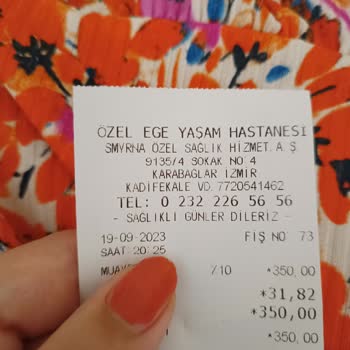 ÖZEL EGE YAŞAM HASTANESİ
SMYRNA ÖZEL SAĞLIK HİZMET. A. Ş.
9135/4 SOKAK NO 4
KARABAĞLAR İZMİR
KADİFEKALE VD. 7720541462
TEL: 0 232 226 56 56
- SAĞLIKLI GÜNLER DİLERİZ -
19-09-2023 FİŞ NO 73
SAAT 20:25
%10 *350,00
*31,82
*350,00
*350,00